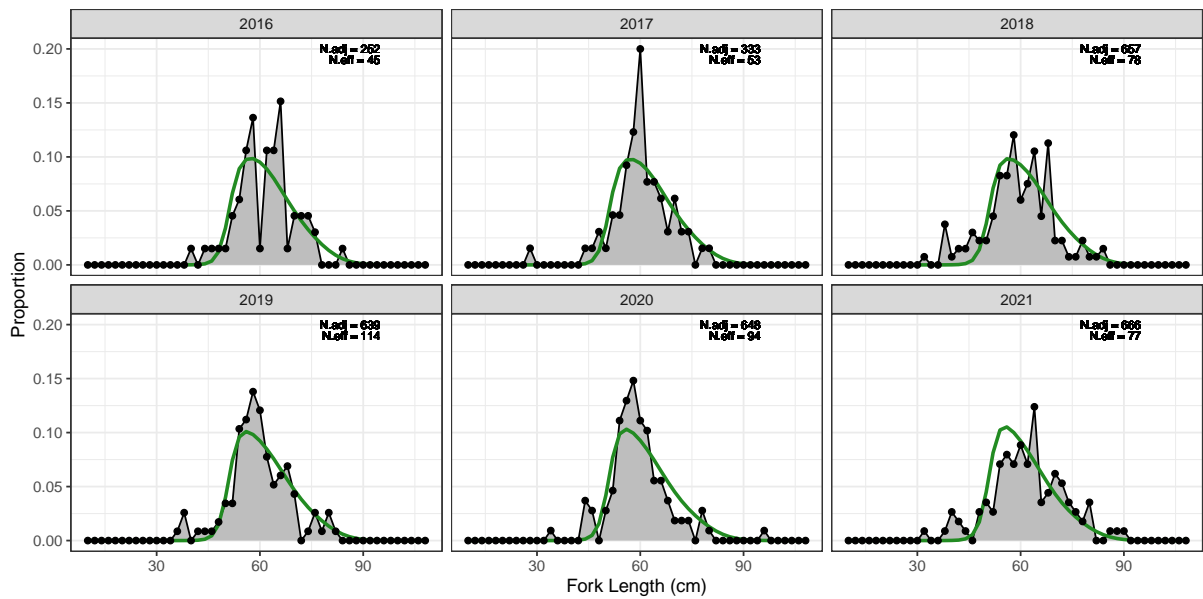 2016 2017 2018
N.adj = 252 N.adj = 333 N.adj = 657
N.eff = 45 N.eff = 53 N.eff = 78
0.20
0.15
0.10
0.05
0.00
Proportion
2019 2020 2021
N.adj = 639 N.adj = 648 N.adj = 666
N.eff = 114 N.eff = 94 N.eff = 77
0.20
0.15
0.10
0.05
0.00
30 60 90 30 60 90 30 60 90
Fork Length (cm)